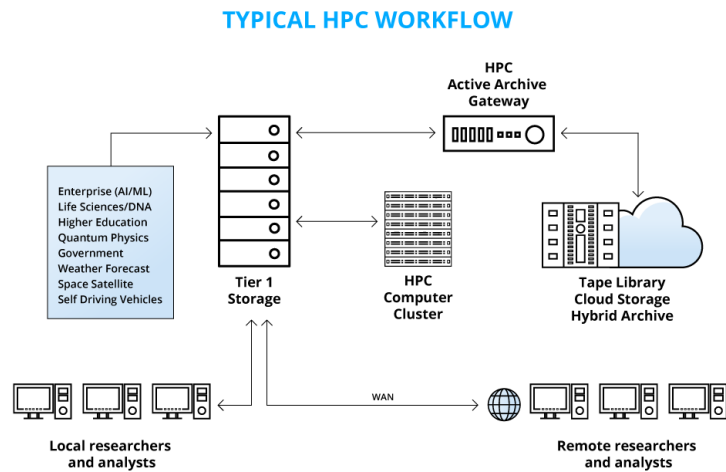 TYPICAL HPC WORKFLOW
HPC
Active Archive
Gateway
Enterprise (AI/ML)
Life Sciences/DNA
Higher Education
Quantum Physics
Government
Weather Forecast
Space Satellite
Self Driving Vehicles
Tier 1
Storage
HPC
Computer
Cluster
Tape Library
Cloud Storage
Hybrid Archive
WAN
Local researchers
and analysts
Remote researchers
and analysts